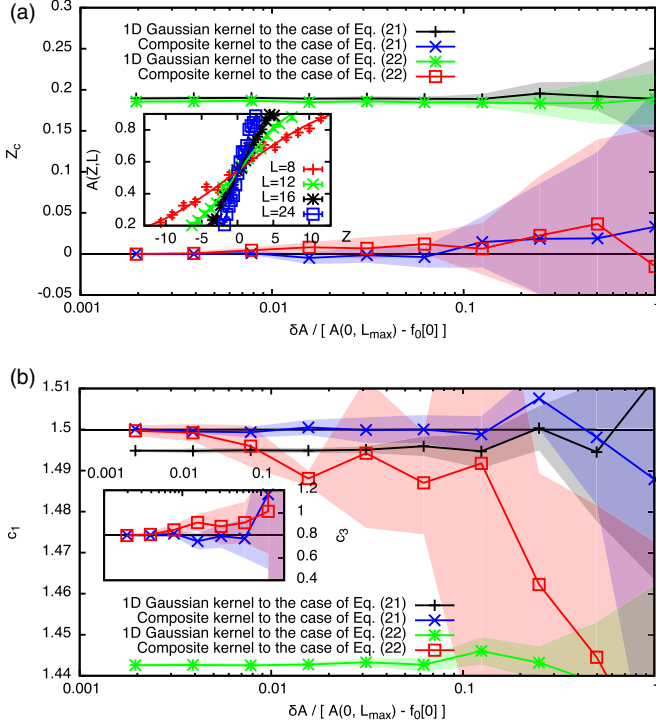 (a)
0.3
0.25
0.2
0.15
0.1
0.05
0
-0.05
Z_c
1D Gaussian kernel to the case of Eq. (21)
Composite kernel to the case of Eq. (21)
1D Gaussian kernel to the case of Eq. (22)
Composite kernel to the case of Eq. (22)
A(Z,L)
0.8
0.6
0.4
0.2
L=8
L=12
L=16
L=24
-10 -5 0 5 10 Z
0.001 0.01 0.1 1
δA / [ A(0, L_max) - f_0[0] ]
(b)
1.51
1.5
1.49
1.48
1.47
1.46
1.45
1.44
c_1
0.001 0.01 0.1
1.2
1
0.8
0.6
0.4
c_3
1D Gaussian kernel to the case of Eq. (21)
Composite kernel to the case of Eq. (21)
1D Gaussian kernel to the case of Eq. (22)
Composite kernel to the case of Eq. (22)
0.001 0.01 0.1 1
δA / [ A(0, L_max) - f_0[0] ]